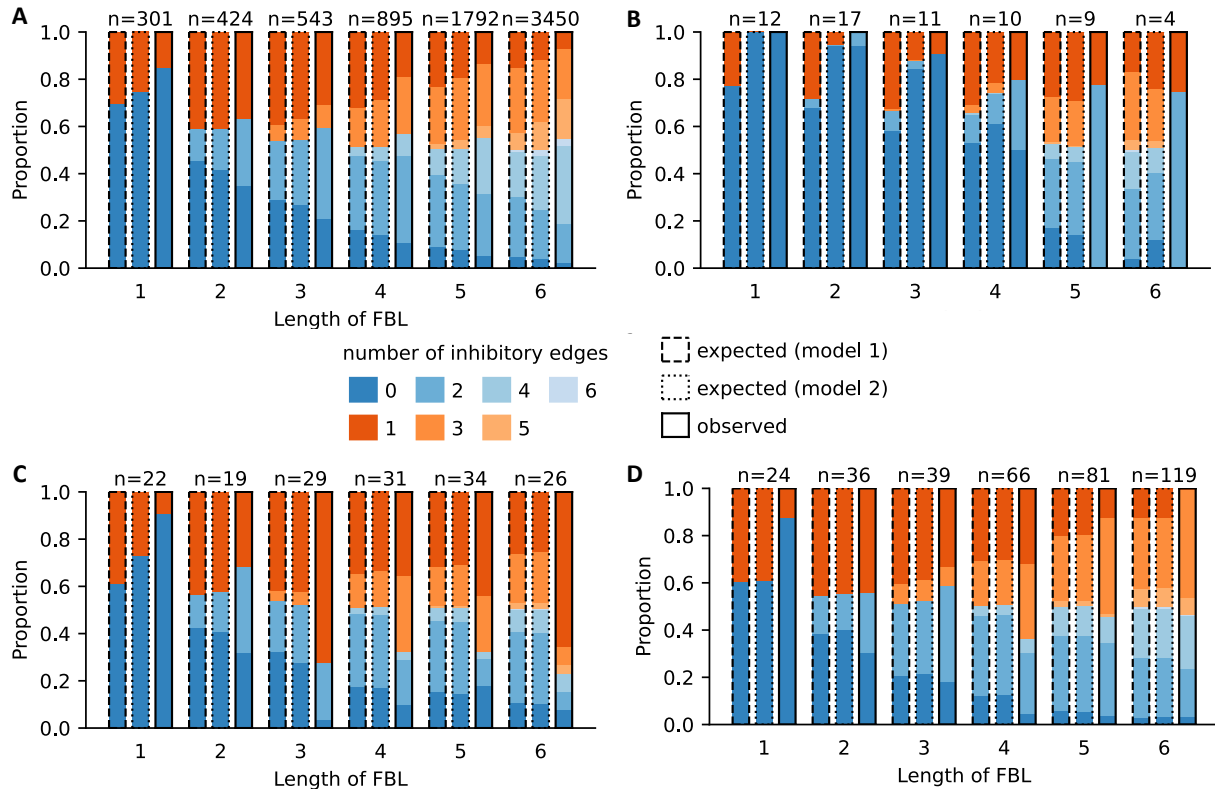 A
n=301 n=424 n=543 n=895 n=1792 n=3450
1.0
0.8
0.6
0.4
0.2
0.0
Proportion
1 2 3 4 5 6
Length of FBL
B
n=12 n=17 n=11 n=10 n=9 n=4
1.0
0.8
0.6
0.4
0.2
0.0
Proportion
1 2 3 4 5 6
Length of FBL
number of inhibitory edges
0 2 4 6
1 3 5
expected (model 1)
expected (model 2)
observed
C
n=22 n=19 n=29 n=31 n=34 n=26
1.0
0.8
0.6
0.4
0.2
0.0
Proportion
1 2 3 4 5 6
Length of FBL
D
n=24 n=36 n=39 n=66 n=81 n=119
1.0
0.8
0.6
0.4
0.2
0.0
Proportion
1 2 3 4 5 6
Length of FBL